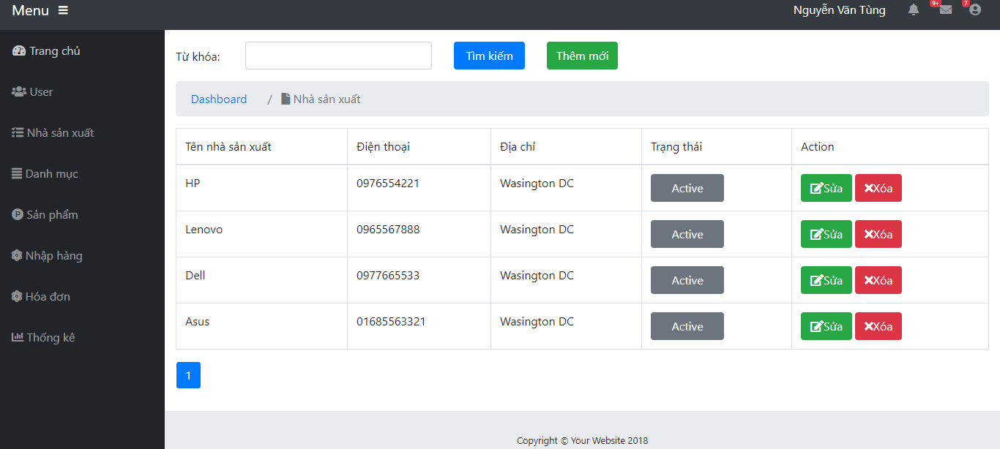 Menu
Nguyễn Văn Tùng
9+
7
Trang chủ
User
Nhà sản xuất
Danh mục
Sản phẩm
Nhập hàng
Hóa đơn
Thống kê
Từ khóa:
Tìm kiếm
Thêm mới
Dashboard / Nhà sản xuất
Tên nhà sản xuất Điện thoại Địa chỉ Trạng thái Action
HP 0976554221 Wasington DC Active Sửa Xóa
Lenovo 0965567888 Wasington DC Active Sửa Xóa
Dell 0977665533 Wasington DC Active Sửa Xóa
Asus 01685563321 Wasington DC Active Sửa Xóa
1
Copyright © Your Website 2018